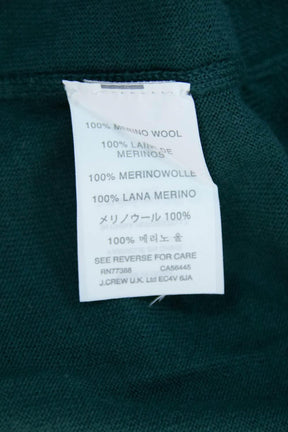 100% MERINO WOOL
100% LANA DE
MERINOS
100% MERINOWOLLE
100% LANA MERINO
メリノウール 100%
100% 메리노 울
SEE REVERSE FOR CARE
RN77388 CA56445
J.CREW U.K. Ltd EC4V 6JA